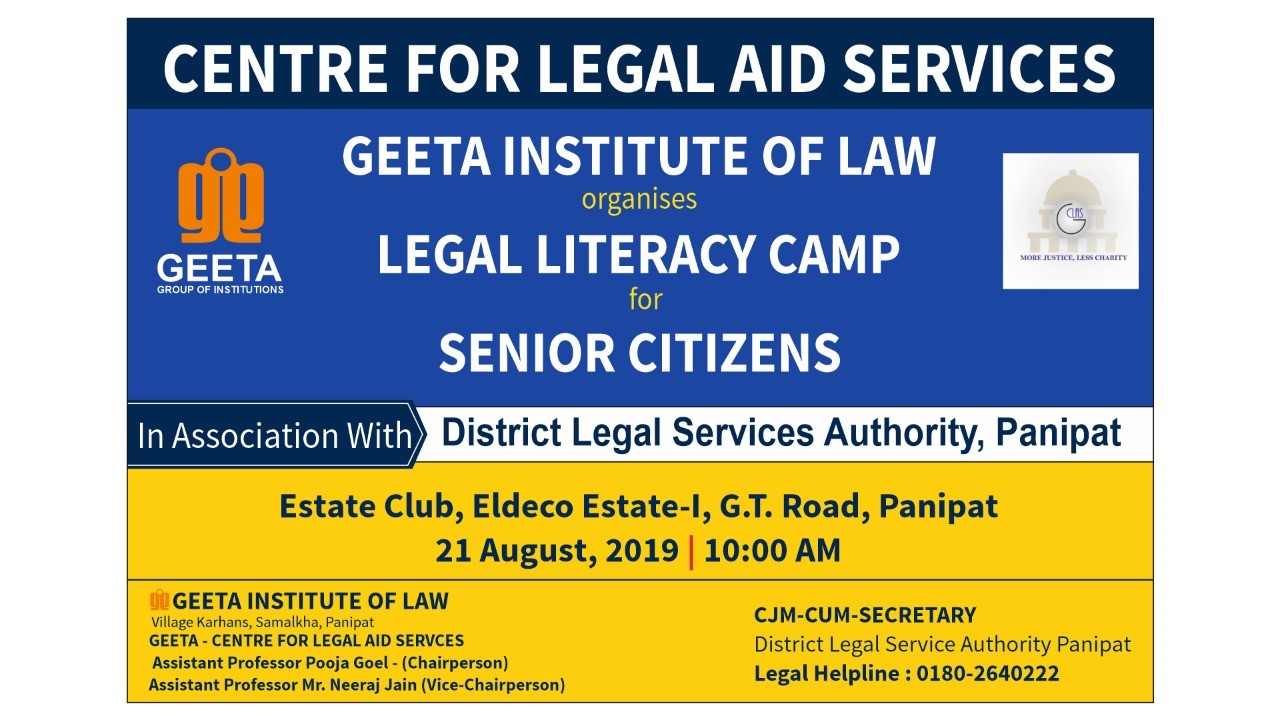 CENTRE FOR LEGAL AID SERVICES
GEETA INSTITUTE OF LAW
organises
LEGAL LITERACY CAMP
for
SENIOR CITIZENS
GEETA
GROUP OF INSTITUTIONS
CLAS
G
MORE JUSTICE, LESS CHARITY
In Association With
District Legal Services Authority, Panipat
Estate Club, Eldeco Estate-I, G.T. Road, Panipat
21 August, 2019 | 10:00 AM
GEETA INSTITUTE OF LAW
Village Karhans, Samalkha, Panipat
GEETA - CENTRE FOR LEGAL AID SERVCES
Assistant Professor Pooja Goel - (Chairperson)
Assistant Professor Mr. Neeraj Jain (Vice-Chairperson)
CJM-CUM-SECRETARY
District Legal Service Authority Panipat
Legal Helpline : 0180-2640222